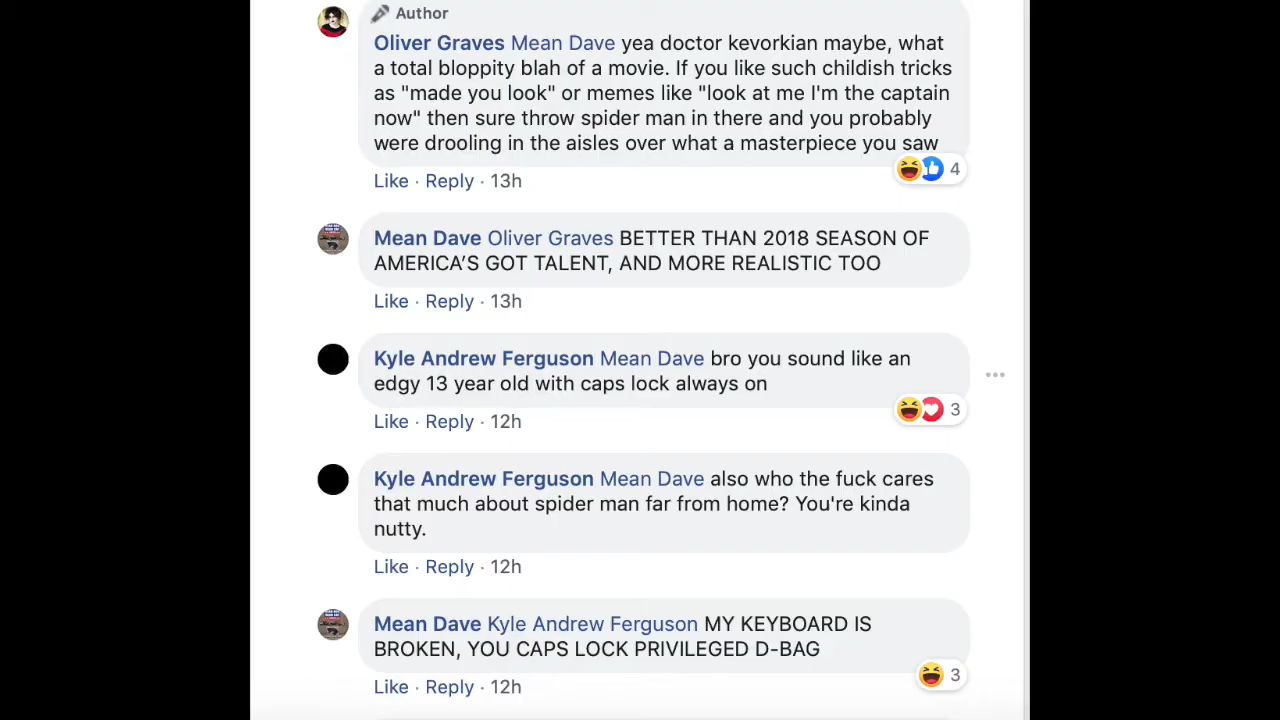 Author
Oliver Graves Mean Dave yea doctor kevorkian maybe, what
a total bloppity blah of a movie. If you like such childish tricks
as "made you look" or memes like "look at me I'm the captain
now" then sure throw spider man in there and you probably
were drooling in the aisles over what a masterpiece you saw
4
Like · Reply · 13h
Mean Dave Oliver Graves BETTER THAN 2018 SEASON OF
AMERICA’S GOT TALENT, AND MORE REALISTIC TOO
Like · Reply · 13h
Kyle Andrew Ferguson Mean Dave bro you sound like an
edgy 13 year old with caps lock always on
3
Like · Reply · 12h
Kyle Andrew Ferguson Mean Dave also who the fuck cares
that much about spider man far from home? You're kinda
nutty.
Like · Reply · 12h
Mean Dave Kyle Andrew Ferguson MY KEYBOARD IS
BROKEN, YOU CAPS LOCK PRIVILEGED D-BAG
3
Like · Reply · 12h